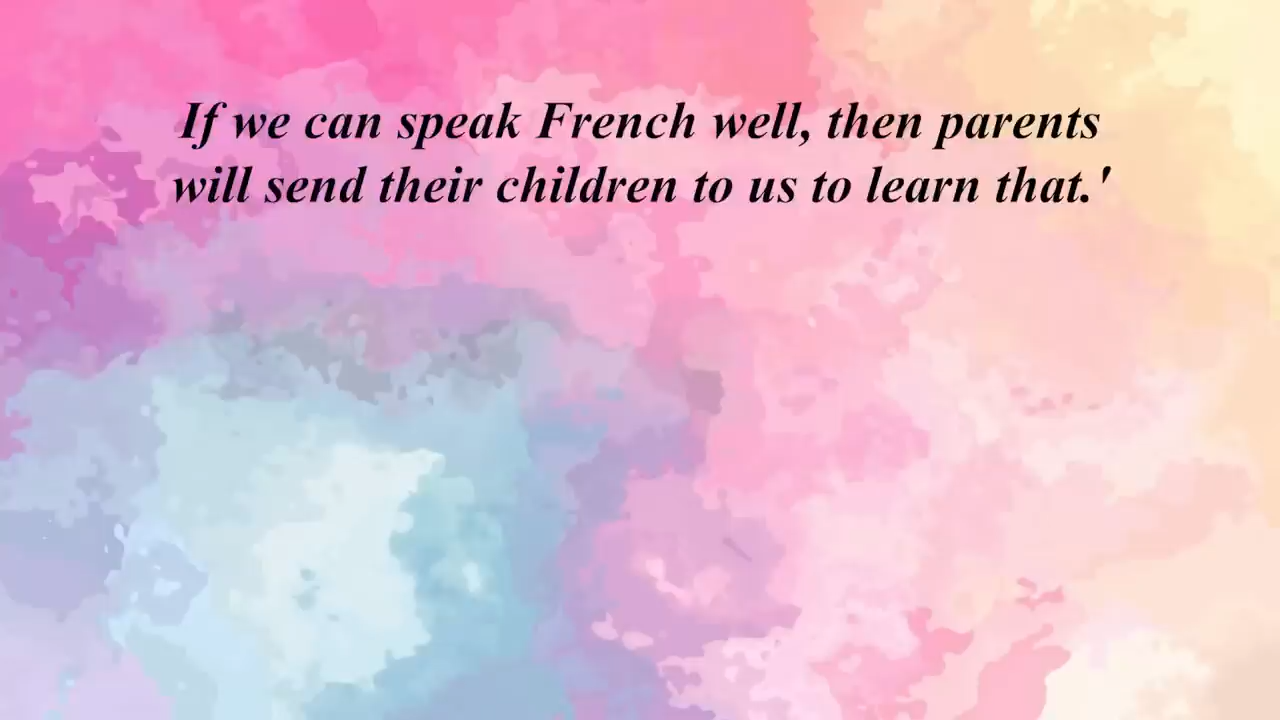 If we can speak French well, then parents
will send their children to us to learn that.'